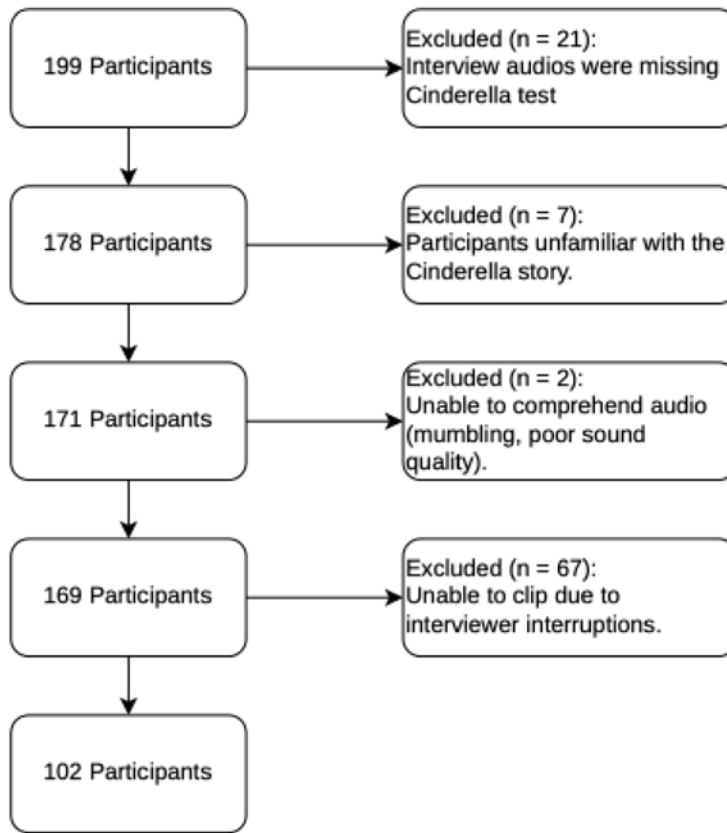 199 Participants
Excluded (n = 21):
Interview audios were missing
Cinderella test
178 Participants
Excluded (n = 7):
Participants unfamiliar with the
Cinderella story.
171 Participants
Excluded (n = 2):
Unable to comprehend audio
(mumbling, poor sound
quality).
169 Participants
Excluded (n = 67):
Unable to clip due to
interviewer interruptions.
102 Participants